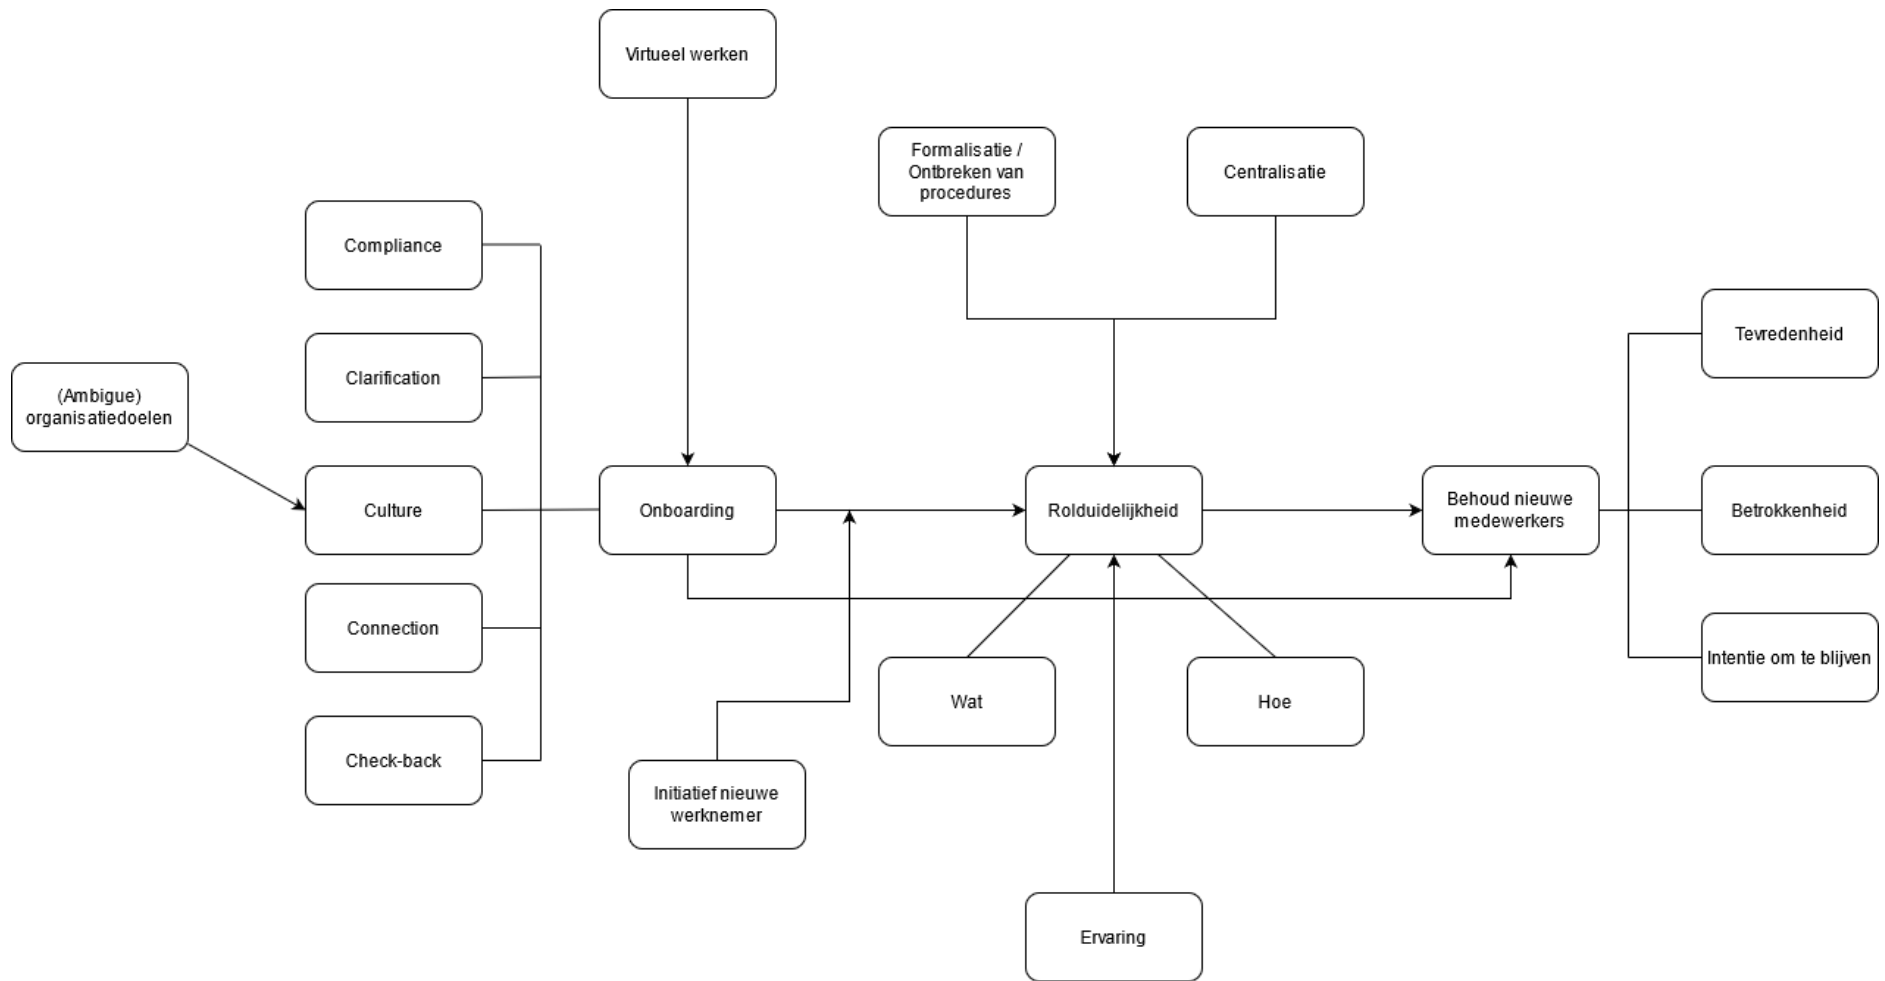 Virtueel werken
Formalisatie /
Ontbreken van
procedures
Centralisatie
Compliance
Clarification
(Ambigue)
organisatiedoelen
Culture
Connection
Check-back
Onboarding
Rolduidelijkheid
Behoud nieuwe
medewerkers
Tevredenheid
Betrokkenheid
Intentie om te blijven
Wat
Hoe
Initiatief nieuwe
werknemer
Ervaring